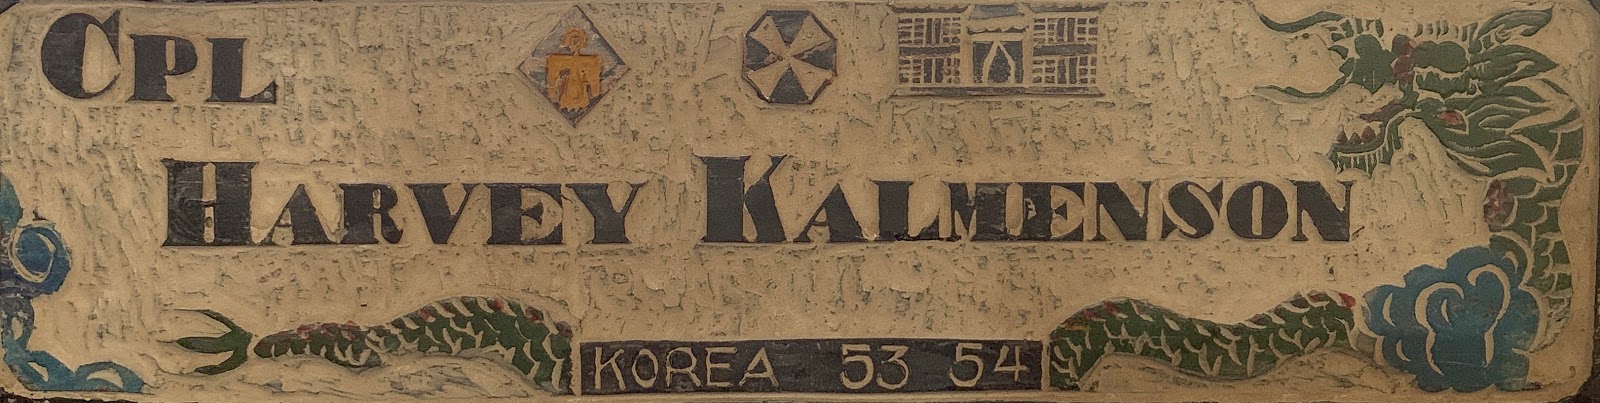 CPL
HARVEY KALMENSON
KOREA 53 54